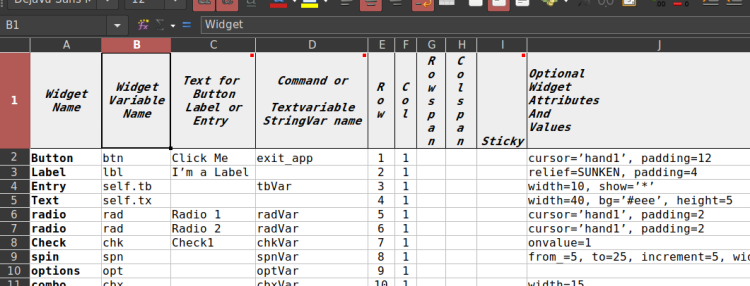 B1 Widget
A B C D E F G H I J
1 Widget Name Widget Variable Name Text for Button Label or Entry Command or Textvariable StringVar name Row Col Rowspan Colspan Sticky Optional Widget Attributes And Values
2 Button btn Click Me exit_app 1 1 cursor=’hand1’, padding=12
3 Label lbl I’m a Label 2 1 relief=SUNKEN, padding=4
4 Entry self.tb tbVar 3 1 width=10, show=’*’
5 Text self.tx 4 1 width=40, bg=’#eee’, height=5
6 radio rad Radio 1 radVar 5 1 cursor=’hand1’, padding=2
7 radio rad Radio 2 radVar 6 1 cursor=’hand1’, padding=2
8 Check chk Check1 chkVar 7 1 onvalue=1
9 spin spn spnVar 8 1 from_=5, to=25, increment=5,
10 options opt optVar 9 1
11 combo cbx cbxVar 10 1 width=15